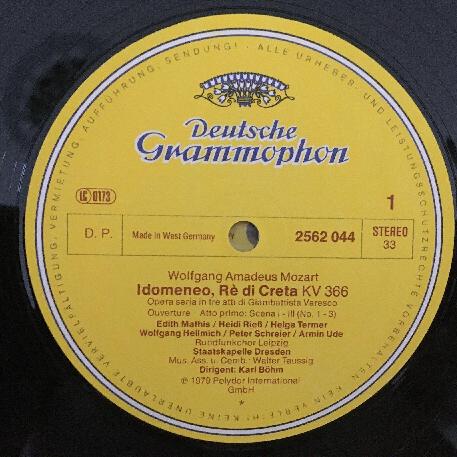 VERMIETUNG, AUFFÜHRUNG, SENDUNG! · ALLE URHEBER- UND LEISTUNGSSCHUTZRECHTE VORBEHALTEN. KEIN VERLEIH! KEINE UNERLAUBTE VERVIELFÄLTIGUNG,
Deutsche
Grammophon
LC 0173
1
D. P.
Made in West Germany
2562 044
STEREO
33
Wolfgang Amadeus Mozart
Idomeneo, Rè di Creta KV 366
Opera seria in tre atti di Giambattista Varesco
Ouverture Atto primo: Scena I - III (No. 1 - 3)
Edith Mathis / Heidi Rieß / Helga Termer
Wolfgang Hellmich / Peter Schreier / Armin Ude
Rundfunkchor Leipzig
Staatskapelle Dresden
Mus. Ass. u. Cemb.: Walter Taussig
Dirigent: Karl Böhm
℗ 1979 Polydor International
GmbH
*